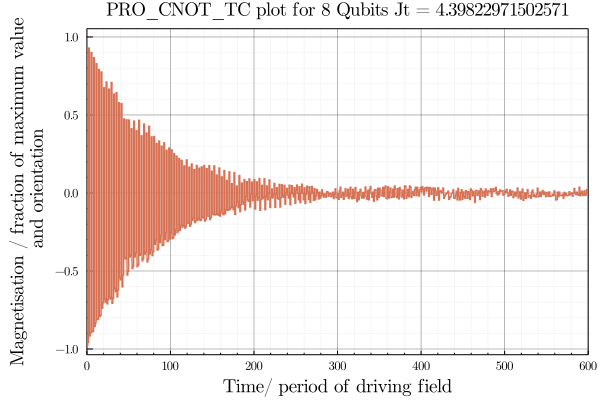 PRO_CNOT_TC plot for 8 Qubits Jt = 4.39822971502571
Magnetisation / fraction of maximum value
and orientation
1.0
0.5
0.0
−0.5
−1.0
0 100 200 300 400 500 600
Time/ period of driving field